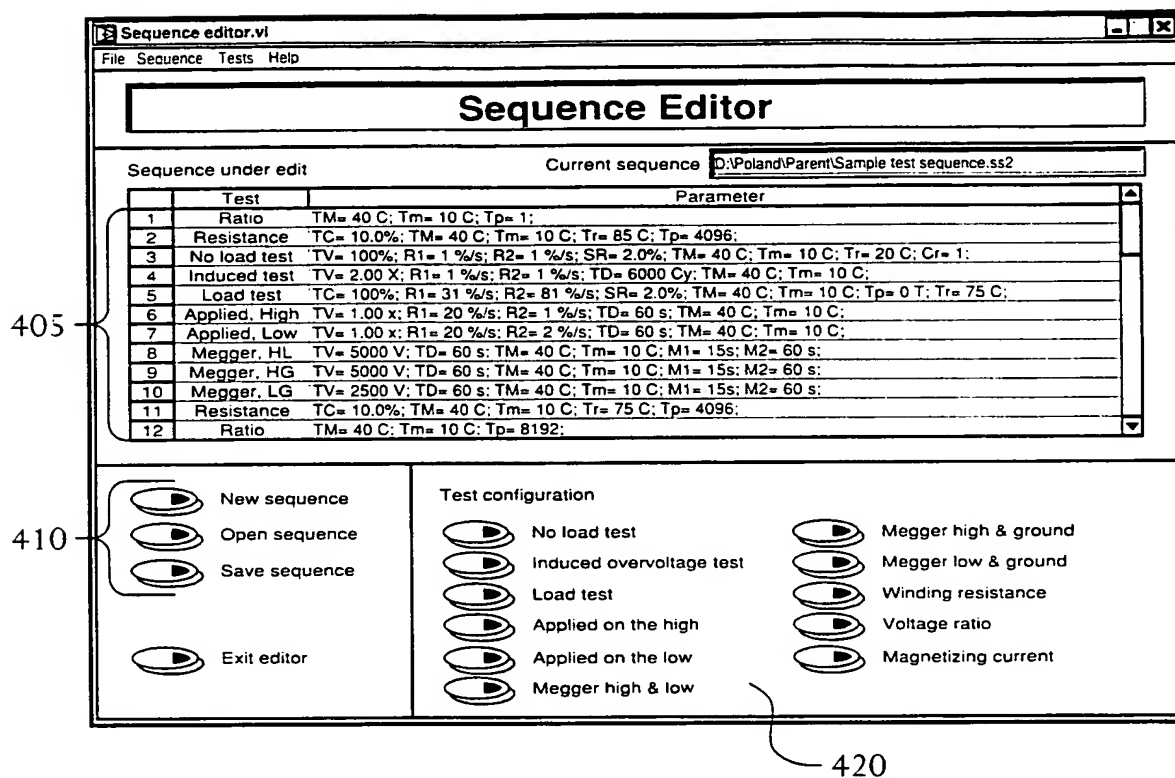 Sequence editor.vi
File Sequence Tests Help
Sequence Editor
Sequence under edit
Current sequence D:\Poland\Parent\Sample test sequence.ss2
Test Parameter
1 Ratio TM= 40 C; Tm= 10 C; Tp= 1;
2 Resistance TC= 10.0%; TM= 40 C; Tm= 10 C; Tr= 85 C; Tp= 4096;
3 No load test TV= 100%; R1= 1 %/s; R2= 1 %/s; SR= 2.0%; TM= 40 C; Tm= 10 C; Tr= 20 C; Cr= 1;
4 Induced test TV= 2.00 X; R1= 1 %/s; R2= 1 %/s; TD= 6000 Cy; TM= 40 C; Tm= 10 C;
5 Load test TC= 100%; R1= 31 %/s; R2= 81 %/s; SR= 2.0%; TM= 40 C; Tm= 10 C; Tp= 0 T; Tr= 75 C;
6 Applied, High TV= 1.00 x; R1= 20 %/s; R2= 1 %/s; TD= 60 s; TM= 40 C; Tm= 10 C;
7 Applied, Low TV= 1.00 x; R1= 20 %/s; R2= 2 %/s; TD= 60 s; TM= 40 C; Tm= 10 C;
8 Megger, HL TV= 5000 V; TD= 60 s; TM= 40 C; Tm= 10 C; M1= 15s; M2= 60 s;
9 Megger, HG TV= 5000 V; TD= 60 s; TM= 40 C; Tm= 10 C; M1= 15s; M2= 60 s;
10 Megger, LG TV= 2500 V; TD= 60 s; TM= 40 C; Tm= 10 C; M1= 15s; M2= 60 s;
11 Resistance TC= 10.0%; TM= 40 C; Tm= 10 C; Tr= 75 C; Tp= 4096;
12 Ratio TM= 40 C; Tm= 10 C; Tp= 8192;
405
New sequence
Open sequence
Save sequence
410
Exit editor
Test configuration
No load test
Induced overvoltage test
Load test
Applied on the high
Applied on the low
Megger high & low
Megger high & ground
Megger low & ground
Winding resistance
Voltage ratio
Magnetizing current
420